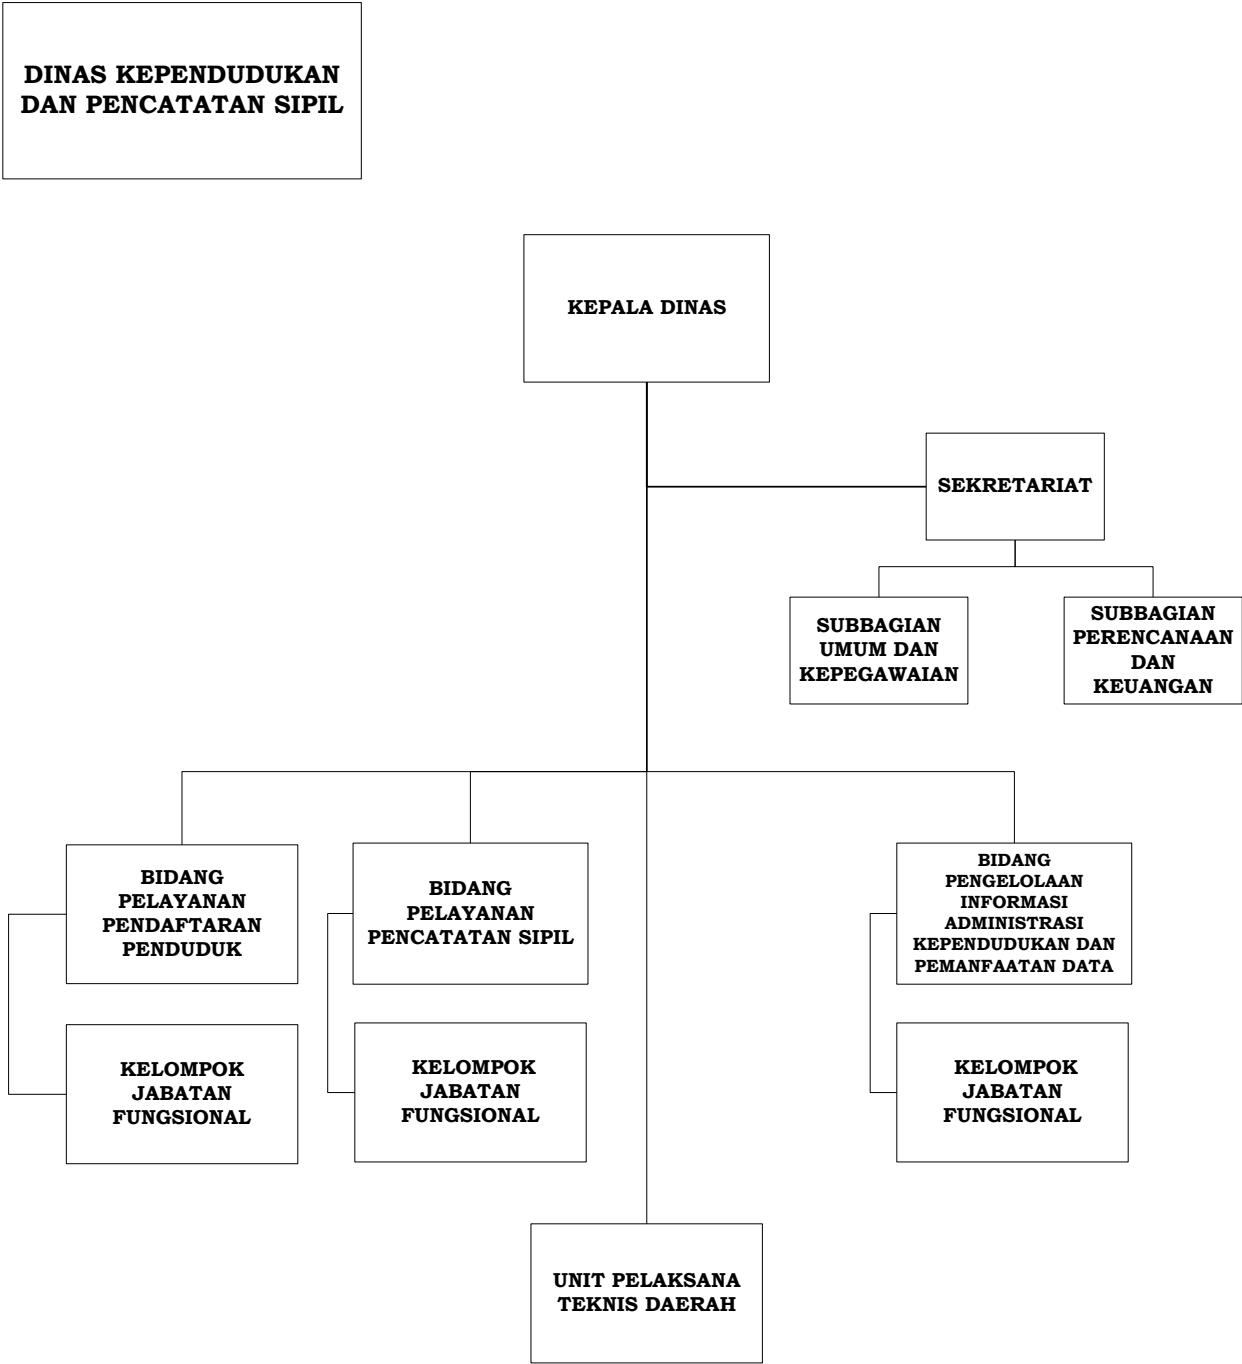 DINAS KEPENDUDUKAN
DAN PENCATATAN SIPIL
KEPALA DINAS
SEKRETARIAT
SUBBAGIAN
UMUM DAN
KEPEGAWAIAN
SUBBAGIAN
PERENCANAAN
DAN
KEUANGAN
BIDANG
PELAYANAN
PENDAFTARAN
PENDUDUK
BIDANG
PELAYANAN
PENCATATAN SIPIL
BIDANG
PENGELOLAAN
INFORMASI
ADMINISTRASI
KEPENDUDUKAN DAN
PEMANFAATAN DATA
KELOMPOK
JABATAN
FUNGSIONAL
KELOMPOK
JABATAN
FUNGSIONAL
KELOMPOK
JABATAN
FUNGSIONAL
UNIT PELAKSANA
TEKNIS DAERAH